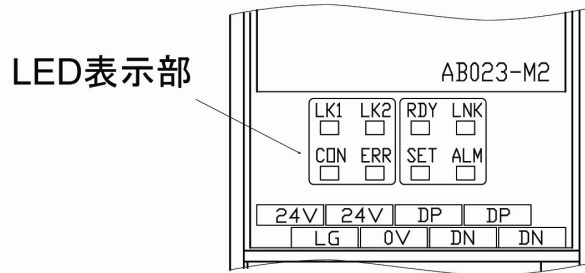 LED表示部
AB023-M2
LK1 LK2 RDY LNK
CON ERR SET ALM
24V 24V DP DP
LG 0V DN DN